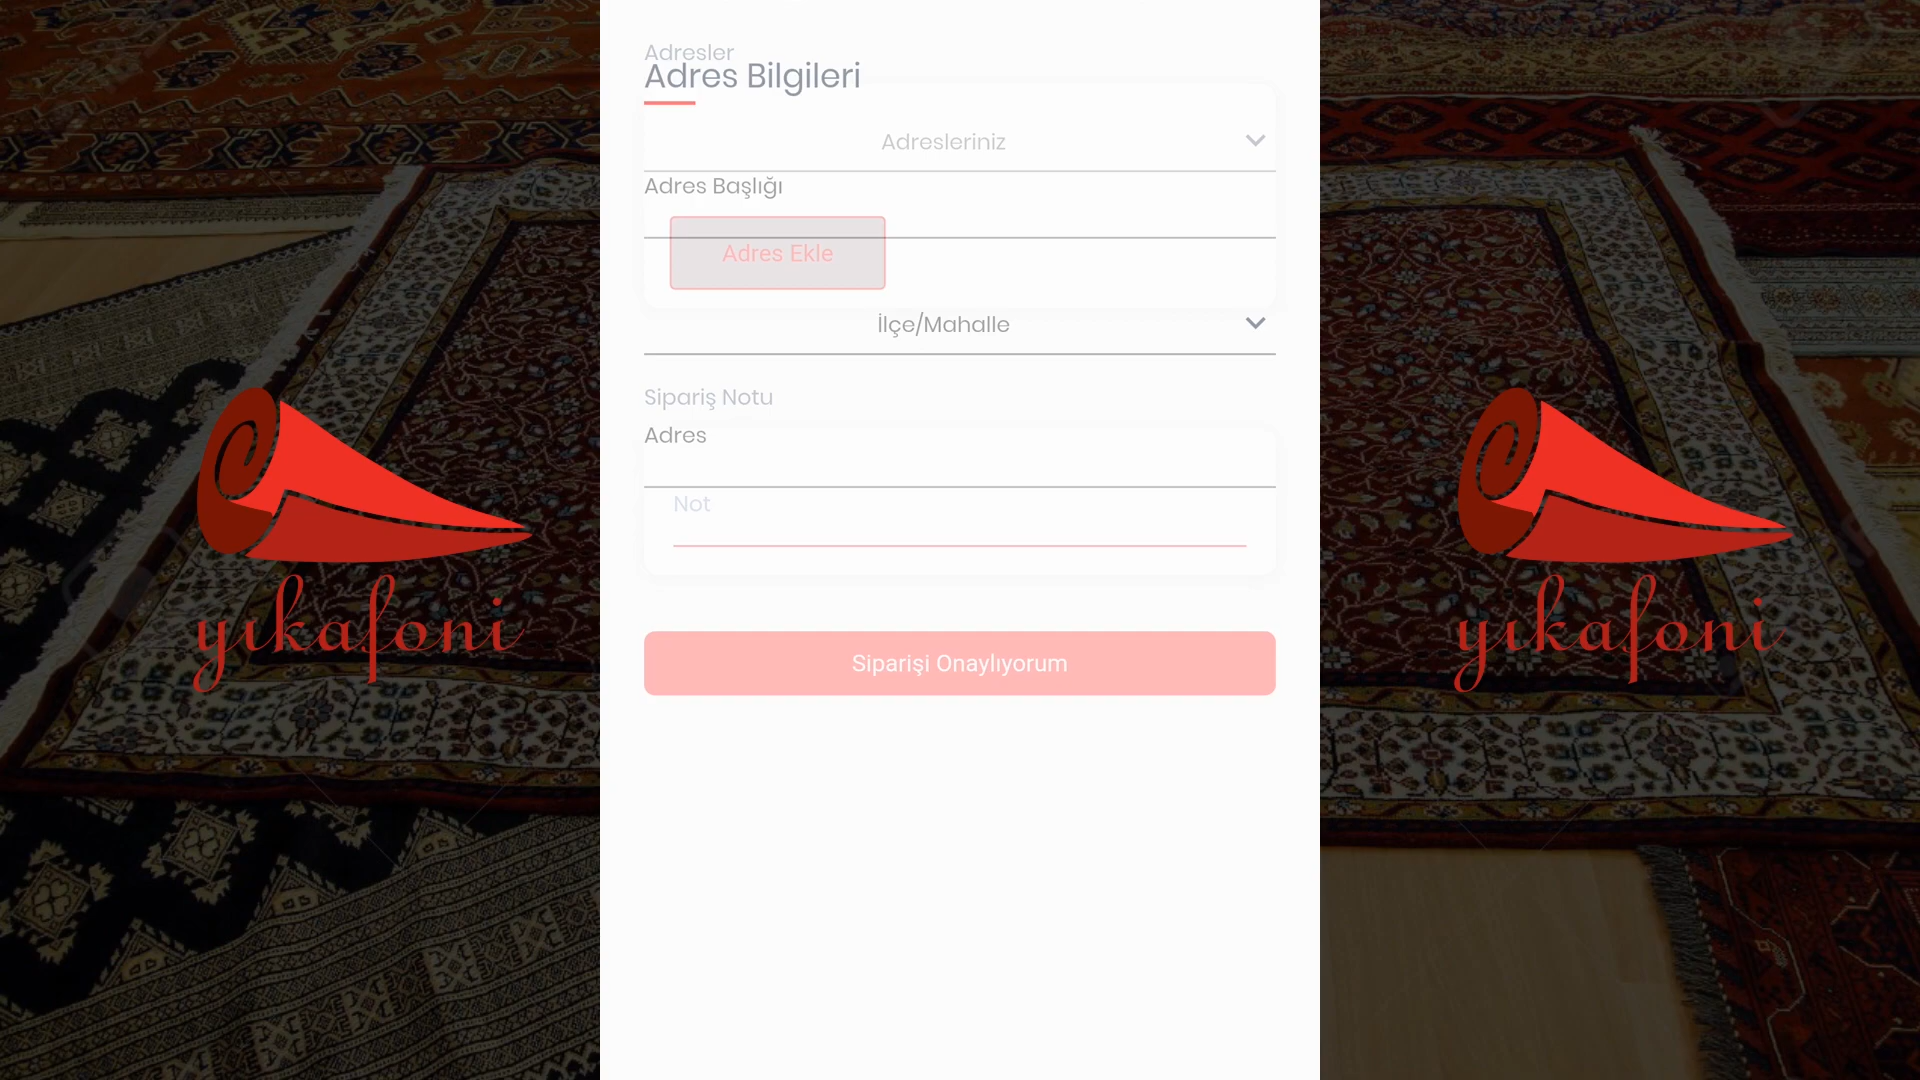 Adresler
Adres Bilgileri
Adresleriniz
Adres Başlığı
Adres Ekle
İlçe/Mahalle
Sipariş Notu
Adres
Not
yıkafoni
yıkafoni
Siparişi Onaylıyorum